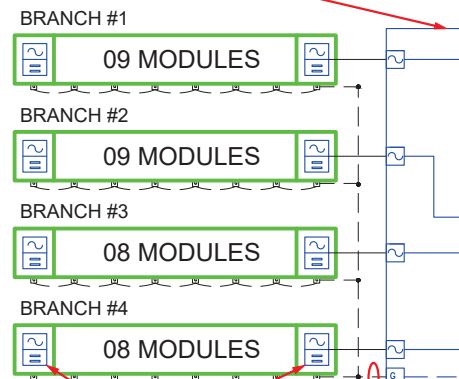 BRANCH #1
09 MODULES
BRANCH #2
09 MODULES
BRANCH #3
08 MODULES
BRANCH #4
08 MODULES
G